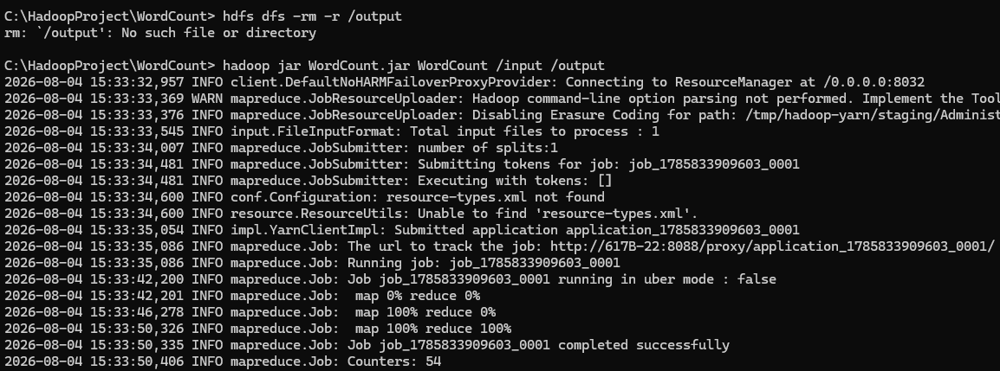 C:\HadoopProject\WordCount> hdfs dfs -rm -r /output
rm: `/output': No such file or directory
C:\HadoopProject\WordCount> hadoop jar WordCount.jar WordCount /input /output
2026-08-04 15:33:32,957 INFO client.DefaultNoHARMFailoverProxyProvider: Connecting to ResourceManager at /0.0.0.0:8032
2026-08-04 15:33:33,369 WARN mapreduce.JobResourceUploader: Hadoop command-line option parsing not performed. Implement the Tool
2026-08-04 15:33:33,376 INFO mapreduce.JobResourceUploader: Disabling Erasure Coding for path: /tmp/hadoop-yarn/staging/Administ
2026-08-04 15:33:33,545 INFO input.FileInputFormat: Total input files to process : 1
2026-08-04 15:33:34,007 INFO mapreduce.JobSubmitter: number of splits:1
2026-08-04 15:33:34,481 INFO mapreduce.JobSubmitter: Submitting tokens for job: job_1785833909603_0001
2026-08-04 15:33:34,481 INFO mapreduce.JobSubmitter: Executing with tokens: []
2026-08-04 15:33:34,600 INFO conf.Configuration: resource-types.xml not found
2026-08-04 15:33:34,600 INFO resource.ResourceUtils: Unable to find 'resource-types.xml'.
2026-08-04 15:33:35,054 INFO impl.YarnClientImpl: Submitted application application_1785833909603_0001
2026-08-04 15:33:35,086 INFO mapreduce.Job: The url to track the job: http://617B-22:8088/proxy/application_1785833909603_0001/
2026-08-04 15:33:35,086 INFO mapreduce.Job: Running job: job_1785833909603_0001
2026-08-04 15:33:42,200 INFO mapreduce.Job: Job job_1785833909603_0001 running in uber mode : false
2026-08-04 15:33:42,201 INFO mapreduce.Job:  map 0% reduce 0%
2026-08-04 15:33:46,278 INFO mapreduce.Job:  map 100% reduce 0%
2026-08-04 15:33:50,326 INFO mapreduce.Job:  map 100% reduce 100%
2026-08-04 15:33:50,335 INFO mapreduce.Job: Job job_1785833909603_0001 completed successfully
2026-08-04 15:33:50,406 INFO mapreduce.Job: Counters: 54